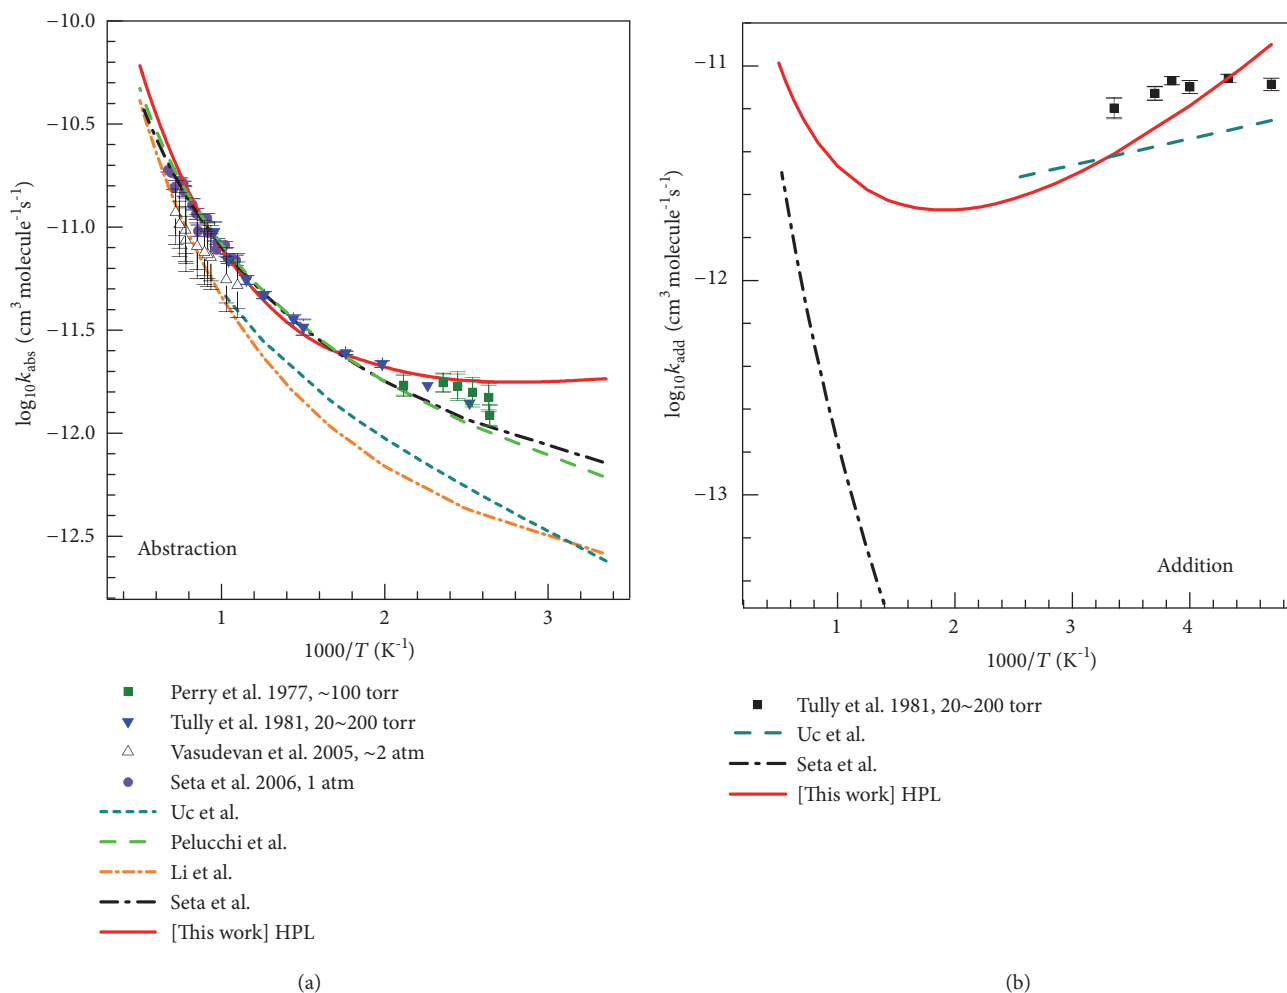 −10.0
−10.5
−11.0
−11.5
−12.0
−12.5
log₁₀k_abs (cm³ molecule⁻¹s⁻¹)
Abstraction
1
2
3
1000/T (K⁻¹)
Perry et al. 1977, ~100 torr
Tully et al. 1981, 20~200 torr
Vasudevan et al. 2005, ~2 atm
Seta et al. 2006, 1 atm
Uc et al.
Pelucchi et al.
Li et al.
Seta et al.
[This work] HPL
(a)
−11
−12
−13
log₁₀k_add (cm³ molecule⁻¹s⁻¹)
Addition
1
2
3
4
1000/T (K⁻¹)
Tully et al. 1981, 20~200 torr
Uc et al.
Seta et al.
[This work] HPL
(b)